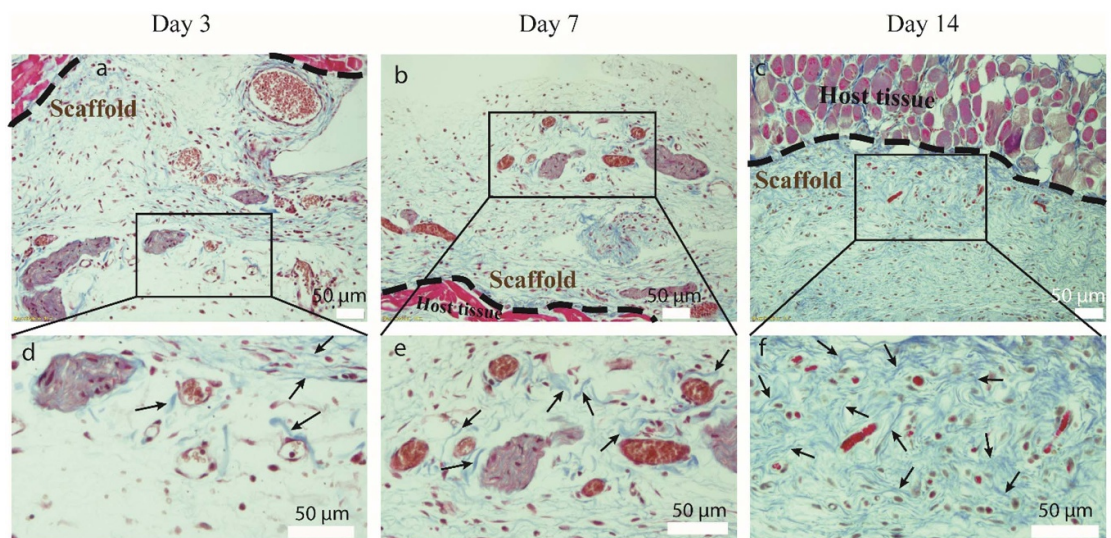 Day 3
Day 7
Day 14
a
Scaffold
50 µm
b
Scaffold
Host tissue
50 µm
c
Host tissue
Scaffold
50 µm
d
50 µm
e
50 µm
f
50 µm